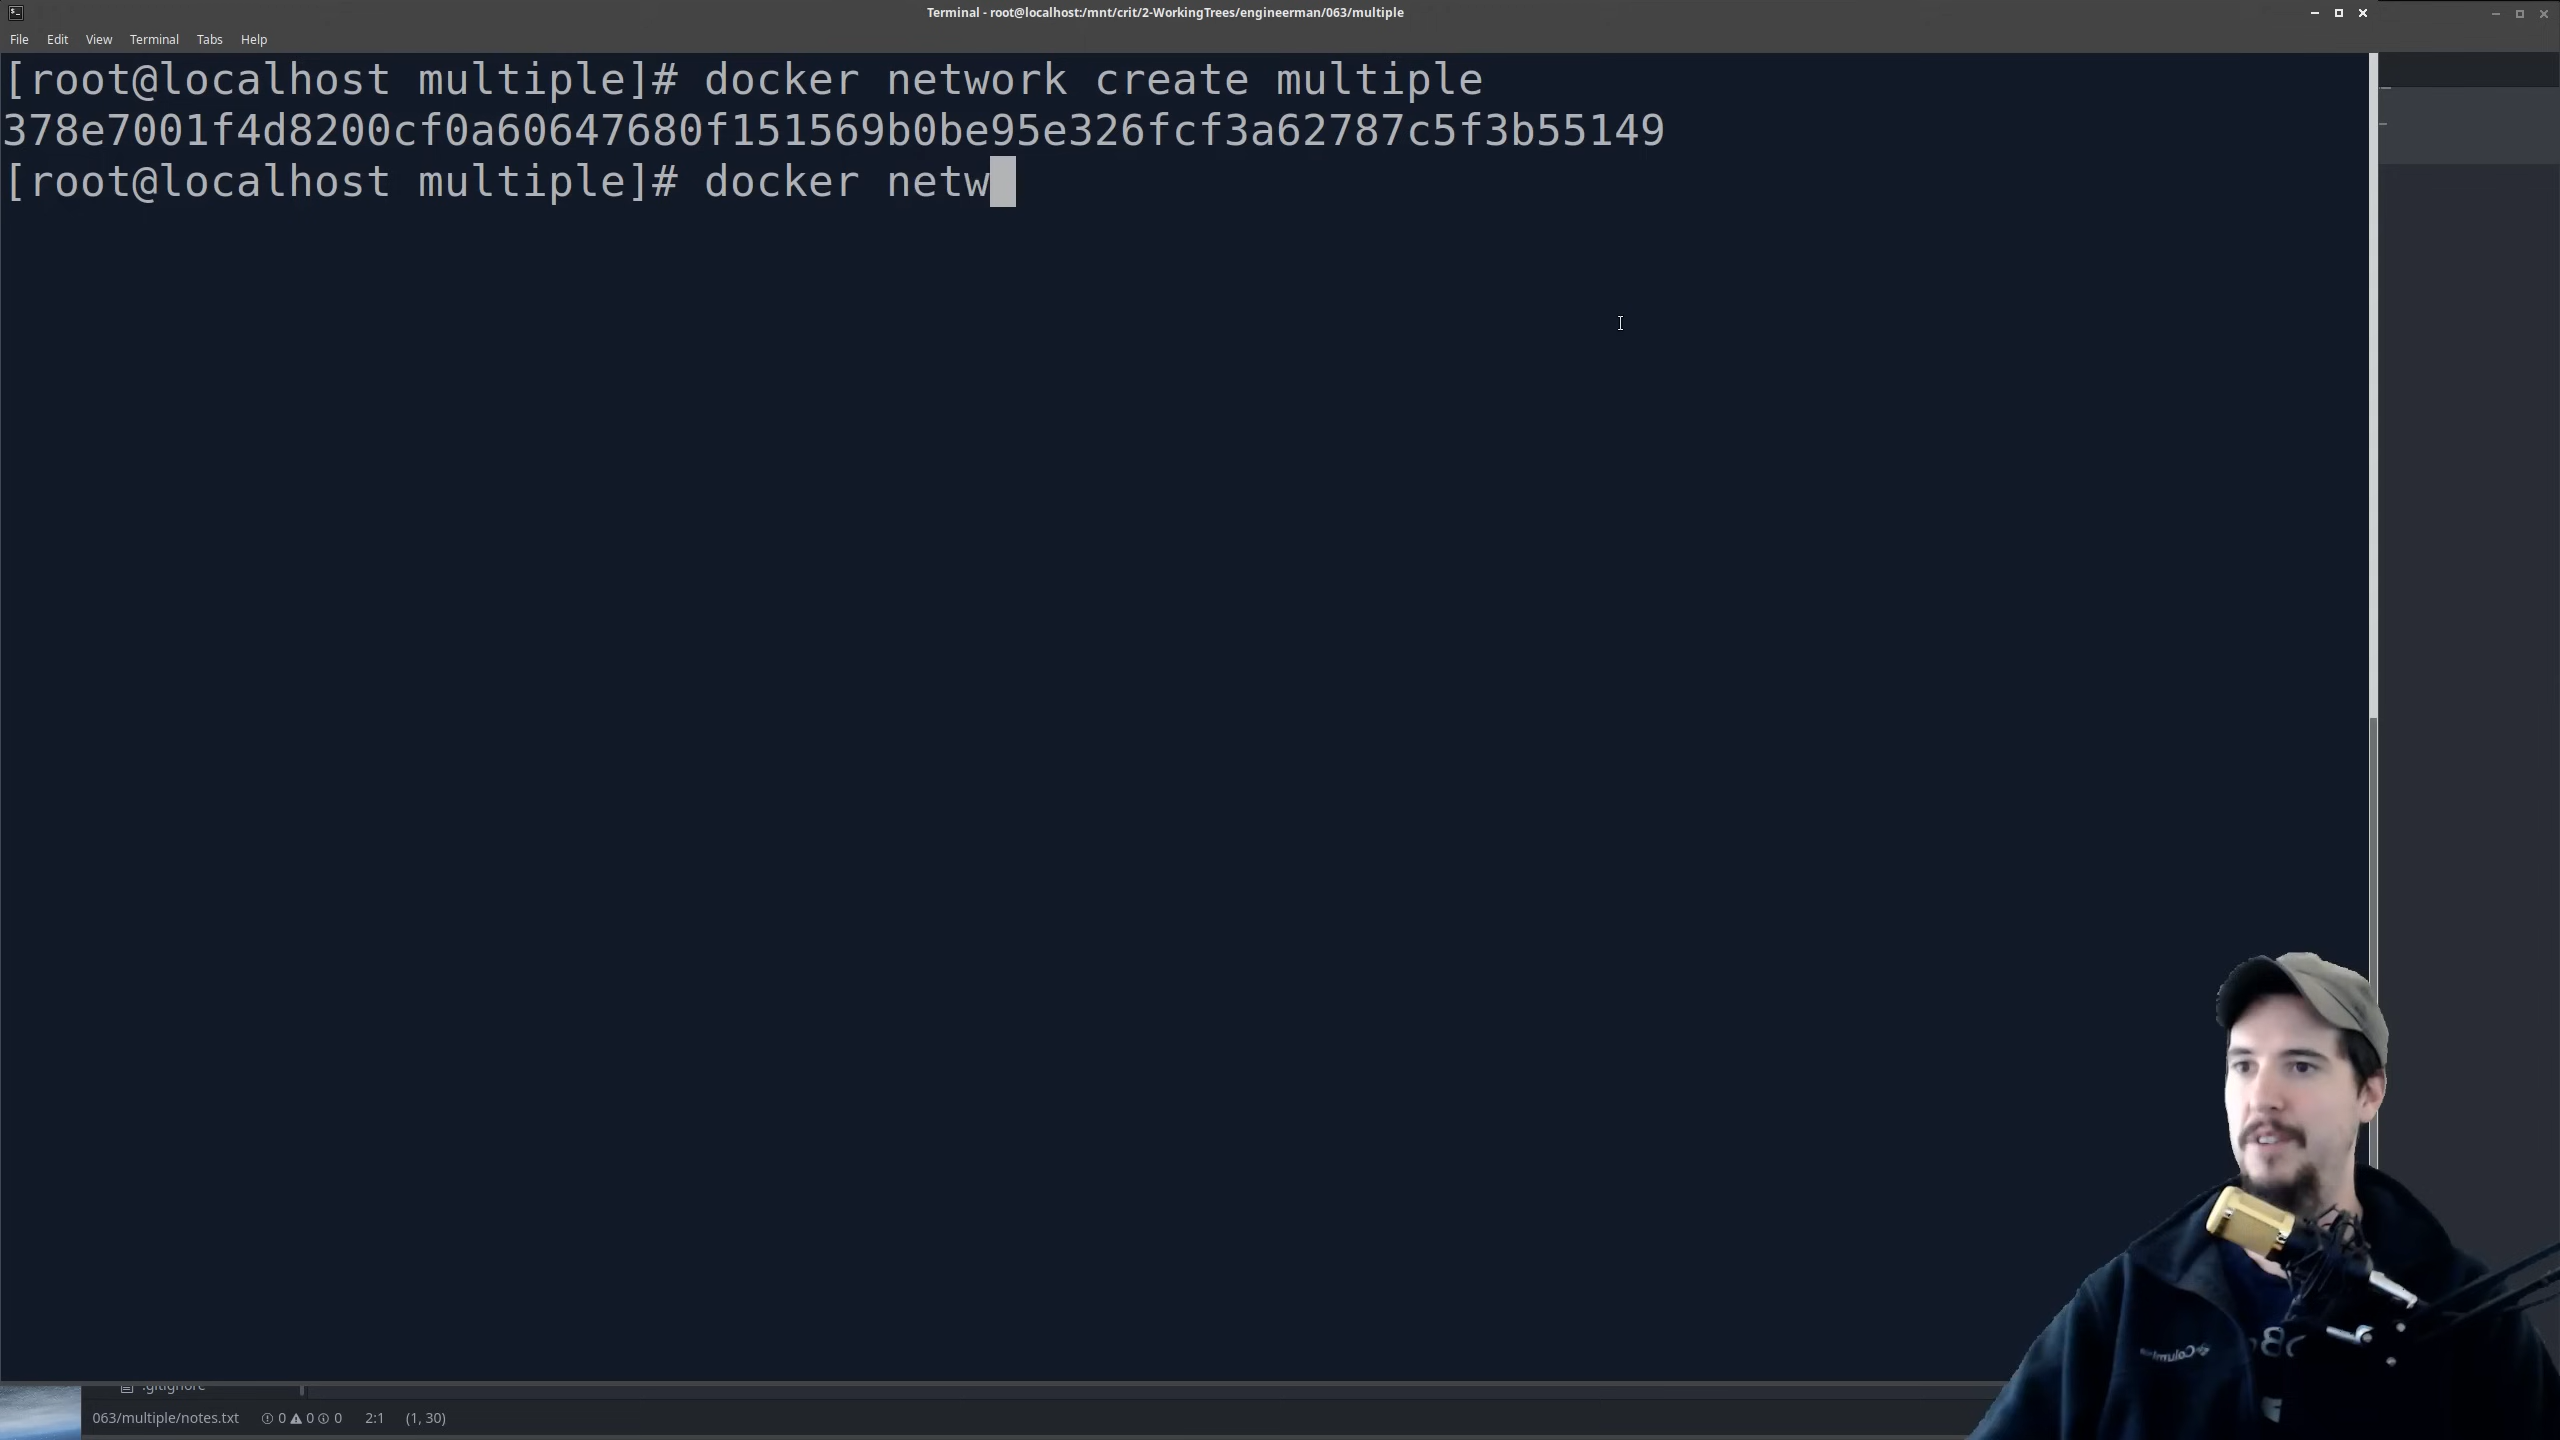 Terminal - root@localhost:/mnt/crit/2-WorkingTrees/engineerman/063/multiple
File Edit View Terminal Tabs Help
[root@localhost multiple]# docker network create multiple
378e7001f4d8200cf0a60647680f151569b0be95e326fcf3a62787c5f3b55149
[root@localhost multiple]# docker netw
.gitignore
063/multiple/notes.txt 0 0 0 2:1 (1, 30)